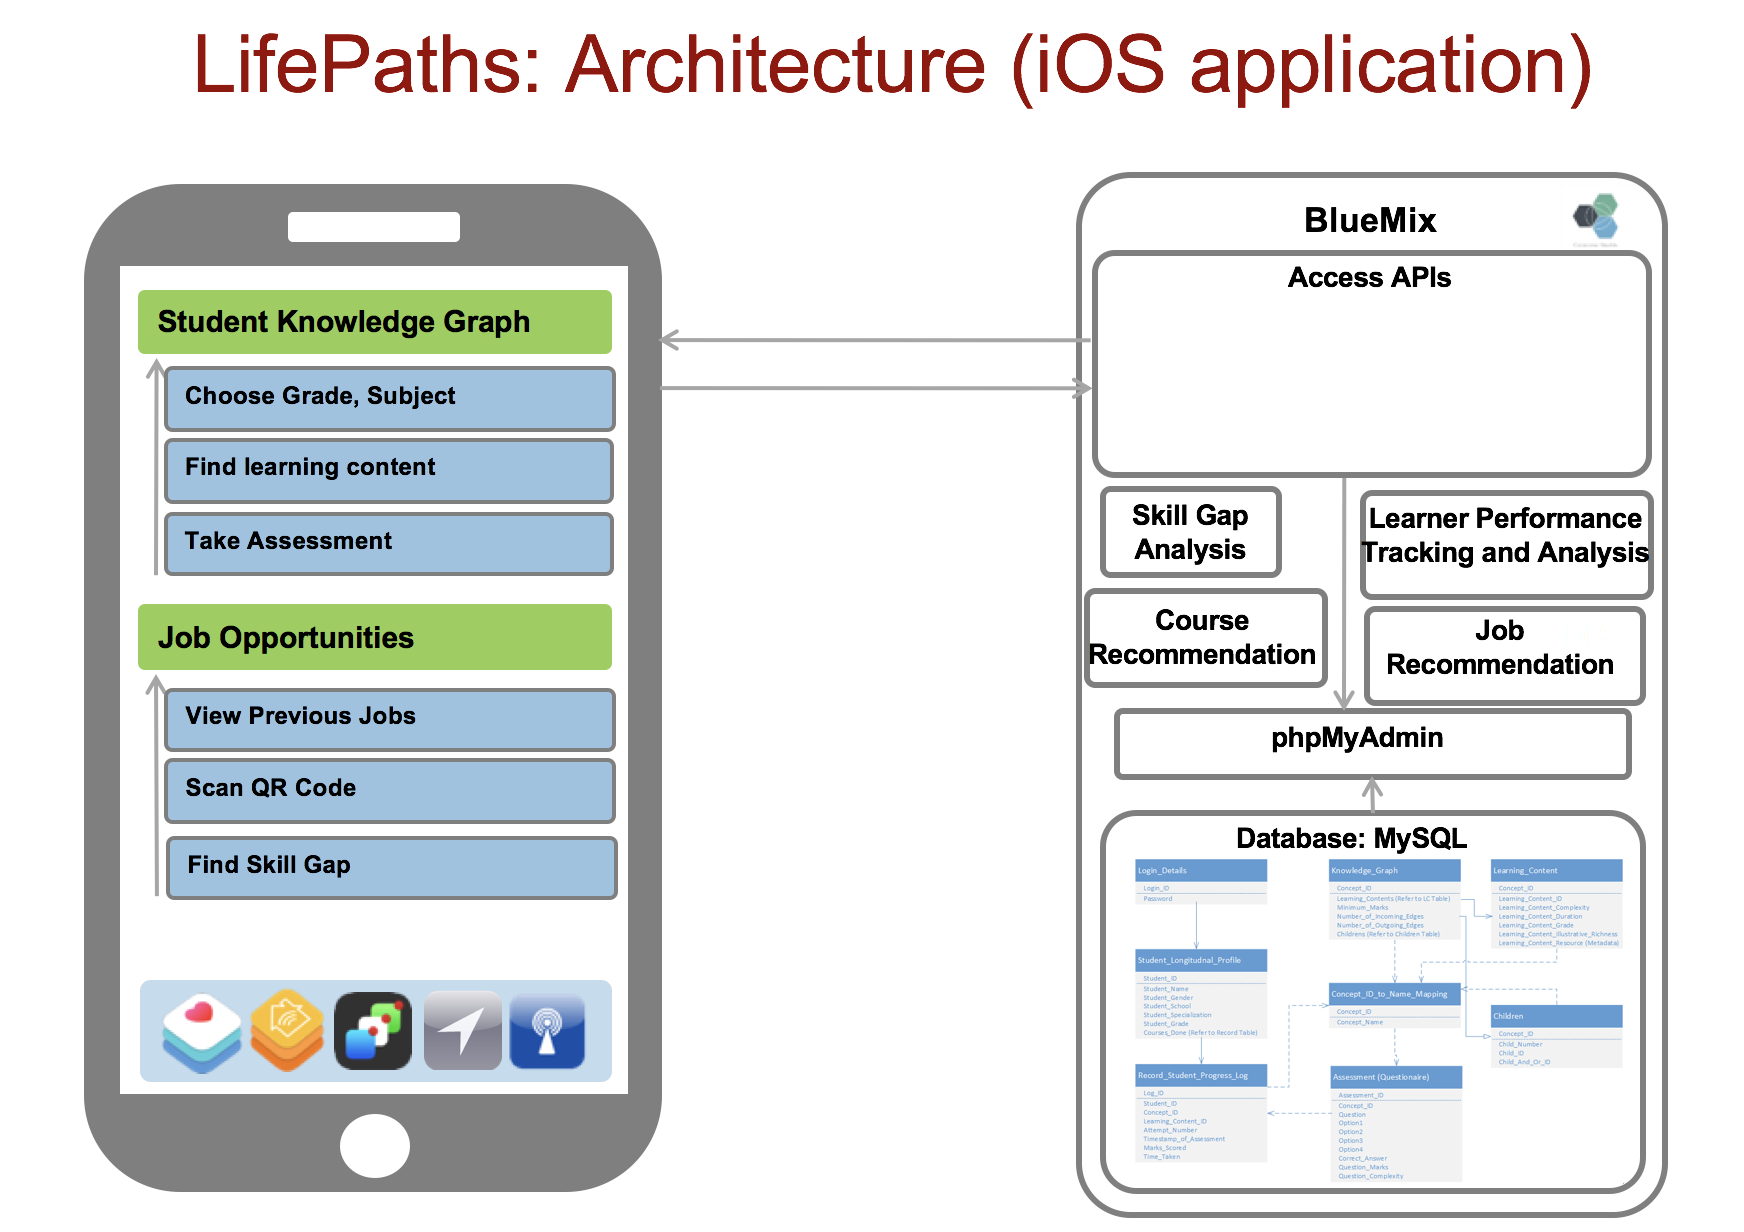 LifePaths: Architecture (iOS application)
Student Knowledge Graph
Choose Grade, Subject
Find learning content
Take Assessment
Job Opportunities
View Previous Jobs
Scan QR Code
Find Skill Gap
BlueMix
Access APIs
Skill Gap
Analysis
Learner Performance
Tracking and Analysis
Course
Recommendation
Job
Recommendation
phpMyAdmin
Database: MySQL
Login_Details
Login_ID
Password
Knowledge_Graph
Concept_ID
Learning_Contents (Refer to LC Table)
Minimum_Marks
Number_of_Incoming_Edges
Number_of_Outgoing_Edges
Childrens (Refer to Children Table)
Learning_Content
Concept_ID
Learning_Content_ID
Learning_Content_Complexity
Learning_Content_Duration
Learning_Content_Grade
Learning_Content_Illustrative_Richness
Learning_Content_Resource (Metadata)
Student_Longitudnal_Profile
Student_ID
Student_Name
Student_Gender
Student_School
Student_Specialization
Student_Grade
Courses_Done (Refer to Record Table)
Concept_ID_to_Name_Mapping
Concept_ID
Concept_Name
Children
Concept_ID
Child_Number
Child_ID
Child_And_Or_ID
Record_Student_Progress_Log
Log_ID
Student_ID
Concept_ID
Learning_Content_ID
Attempt_Number
Timestamp_of_Assessment
Marks_Scored
Time_Taken
Assessment (Questionaire)
Assessment_ID
Concept_ID
Question
Option1
Option2
Option3
Option4
Correct_Answer
Question_Marks
Question_Complexity